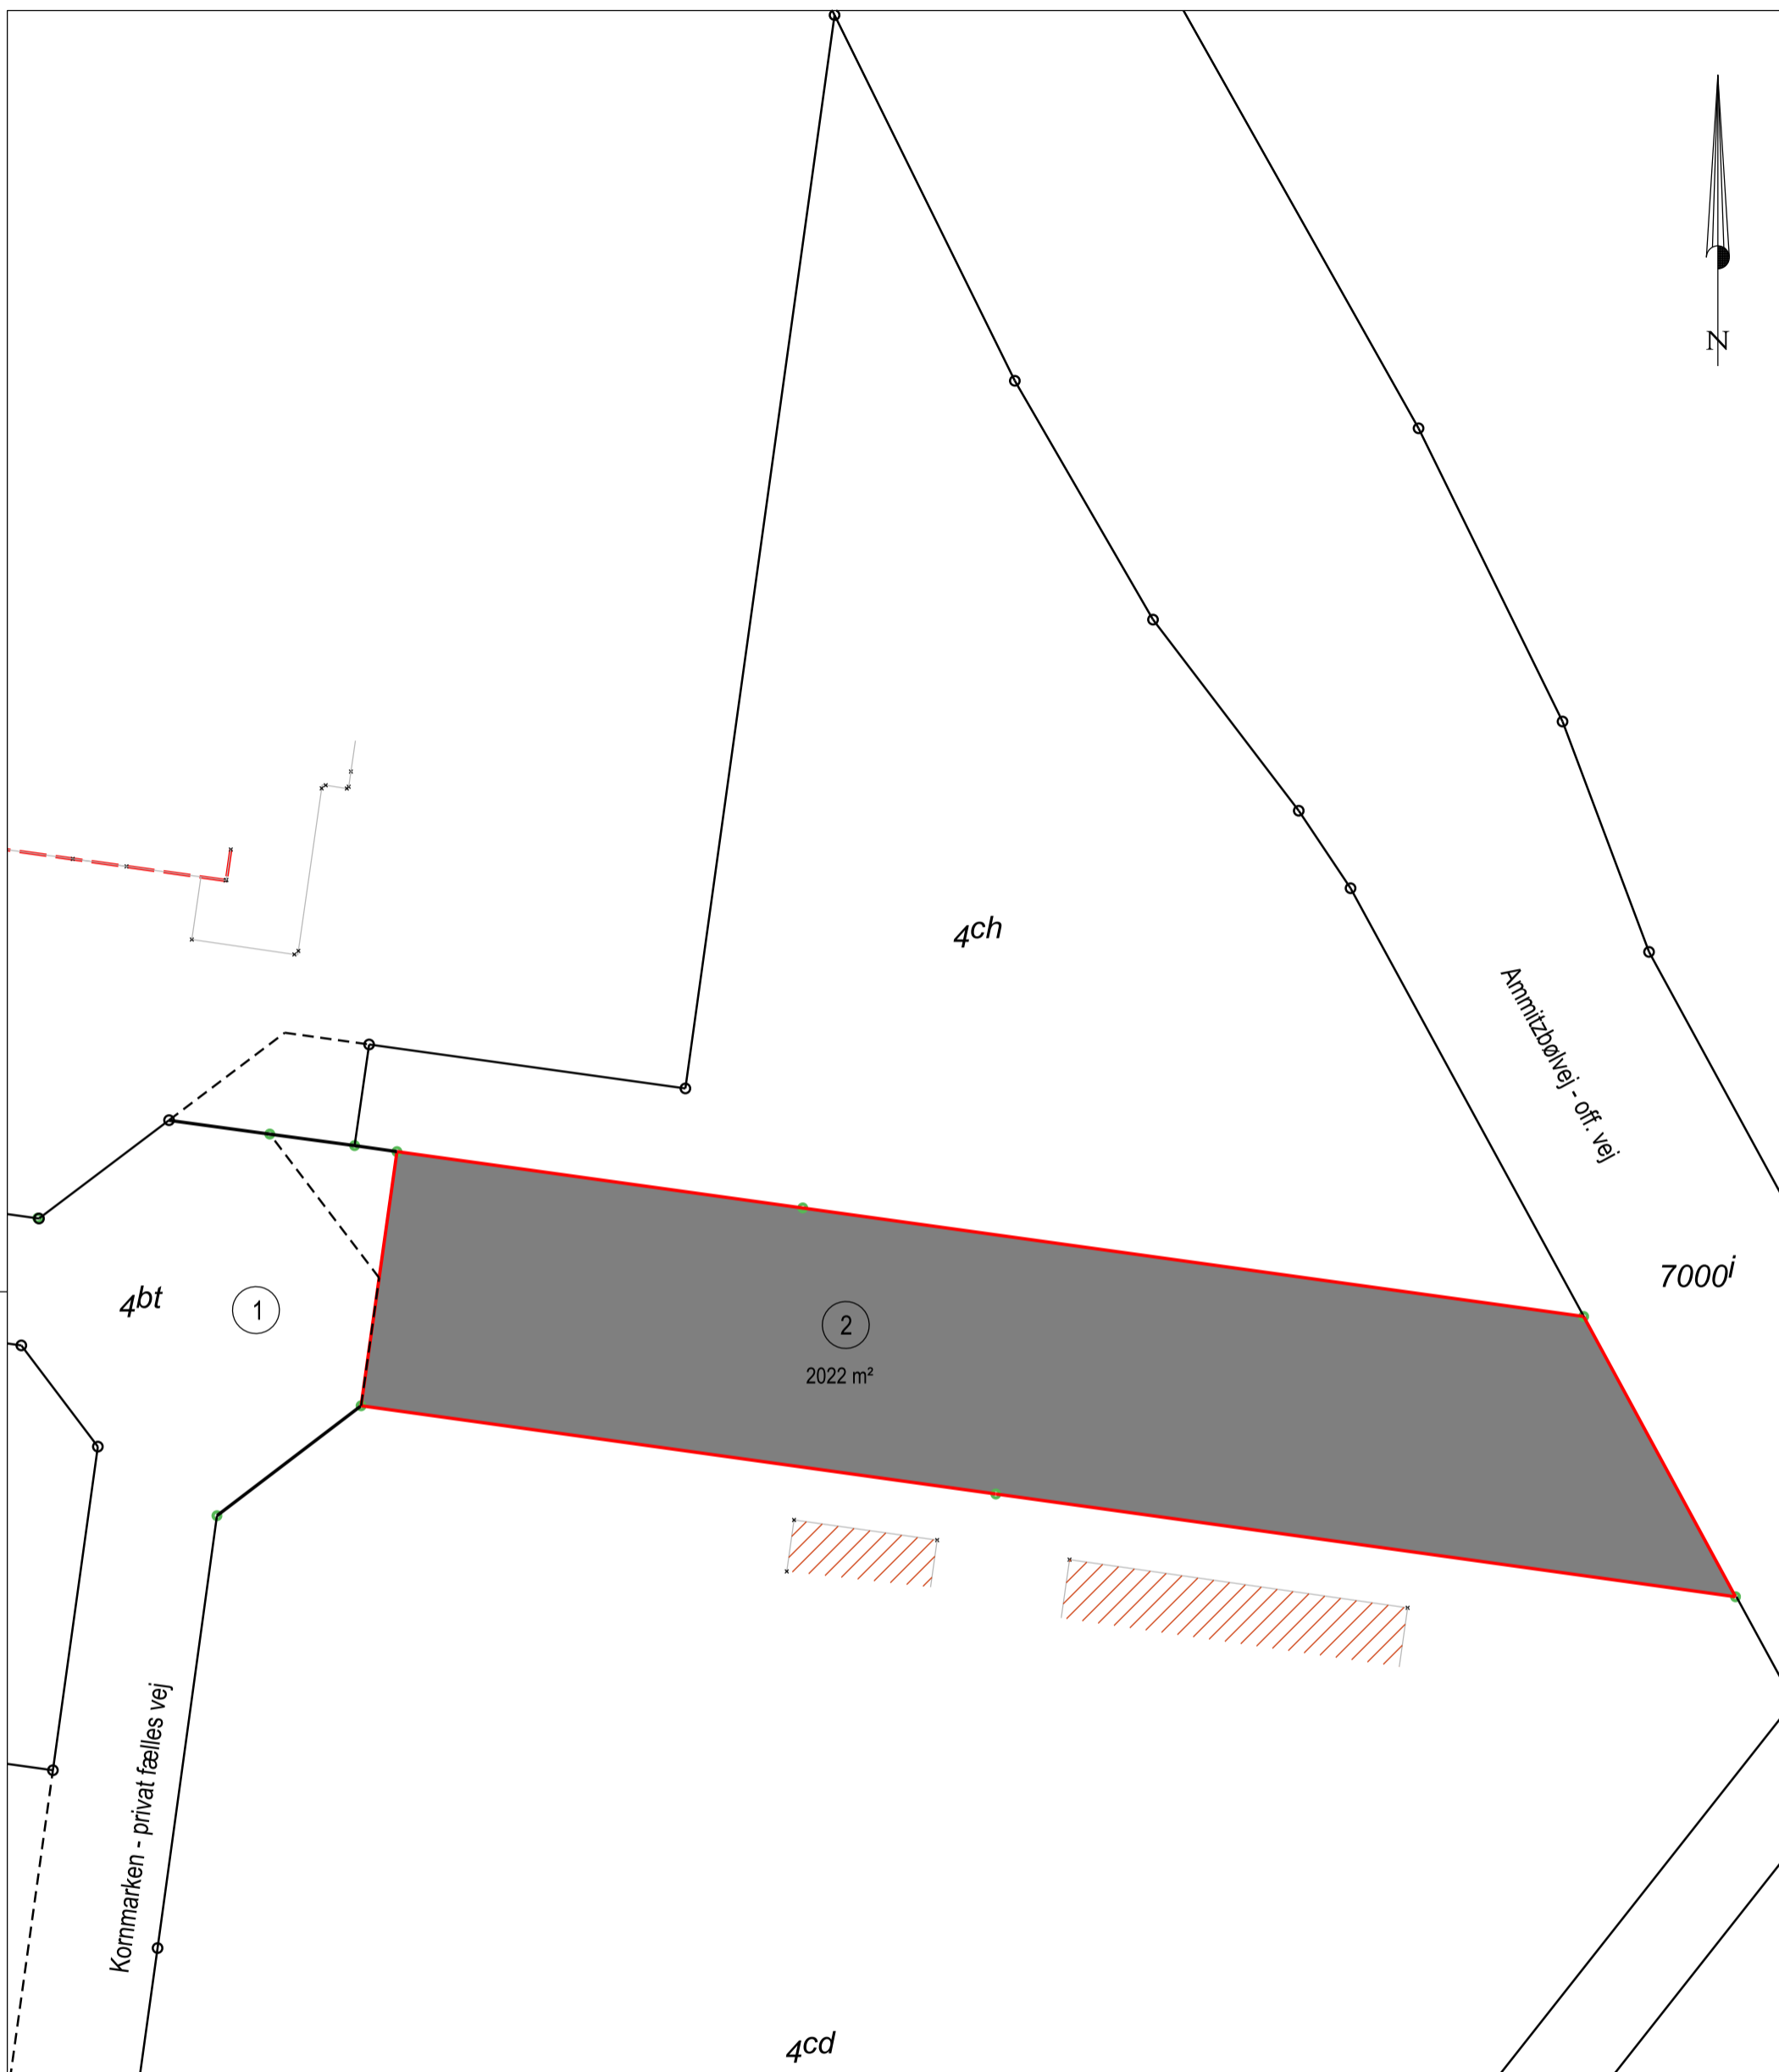 N
4ch
Ammitzbølvej - off. vej
7000i
4bt
1
2
2022 m²
Kornmarken - privat fælles vej
4cd